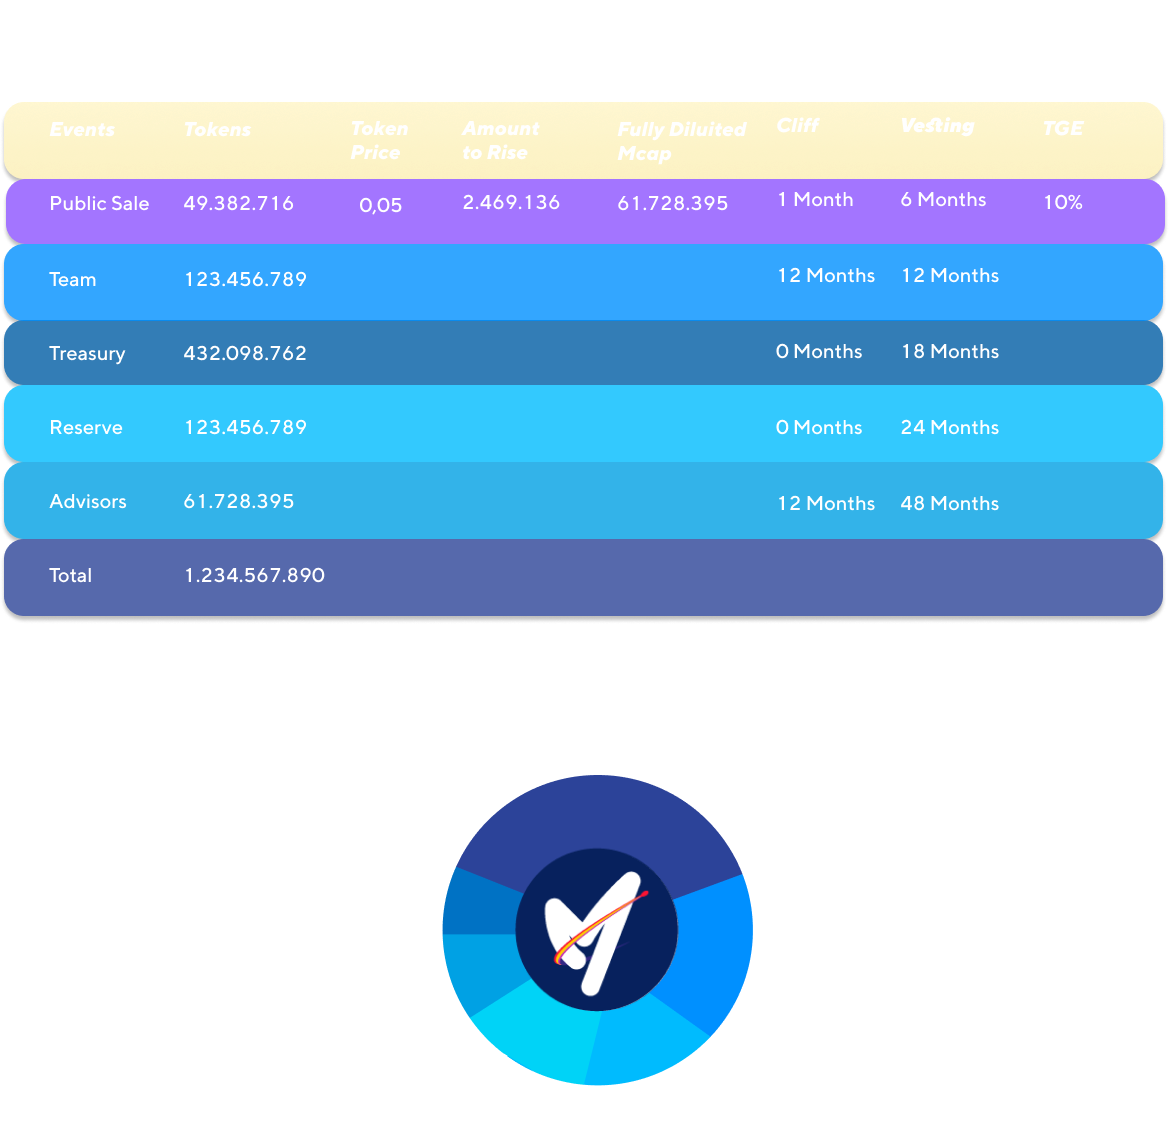 Events Tokens Token Price Amount to Rise Fully Diluited Mcap Cliff Vesting TGE
Public Sale 49.382.716 0,05 2.469.136 61.728.395 1 Month 6 Months 10%
Team 123.456.789 12 Months 12 Months
Treasury 432.098.762 0 Months 18 Months
Reserve 123.456.789 0 Months 24 Months
Advisors 61.728.395 12 Months 48 Months
Total 1.234.567.890